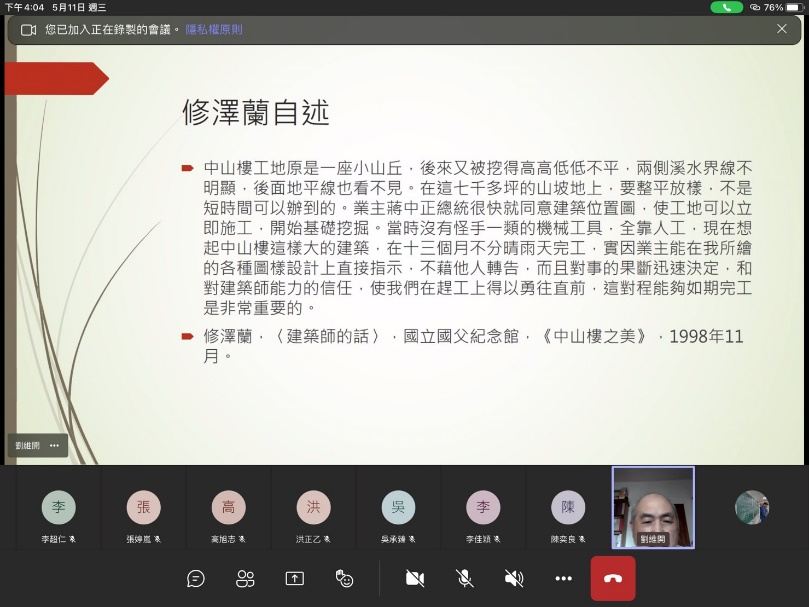 下午4:04 5月11日 週三
76%
您已加入正在錄製的會議。 隱私權原則
修澤蘭自述
中山樓工地原是一座小山丘，後來又被挖得高高低低不平，兩側溪水界線不
明顯，後面地平線也看不見。在這七千多坪的山坡地上，要整平放樣，不是
短時間可以辦到的。業主蔣中正總統很快就同意建築位置圖，使工地可以立
即施工，開始基礎挖掘。當時沒有怪手一類的機械工具，全靠人工，現在想
起中山樓這樣大的建築，在十三個月不分晴雨天完工，實因業主能在我所繪
的各種圖樣設計上直接指示，不藉他人轉告，而且對事的果斷迅速決定，和
對建築師能力的信任，使我們在趕工上得以勇往直前，這對程能夠如期完工
是非常重要的。
修澤蘭，〈建築師的話〉，國立國父紀念館，《中山樓之美》，1998年11
月。
劉維開
李 張 高 洪 吳 李 陳
李超仁 張婷嵐 高旭志 洪正乙 吳承臻 李佳穎 陳奕良 劉維開